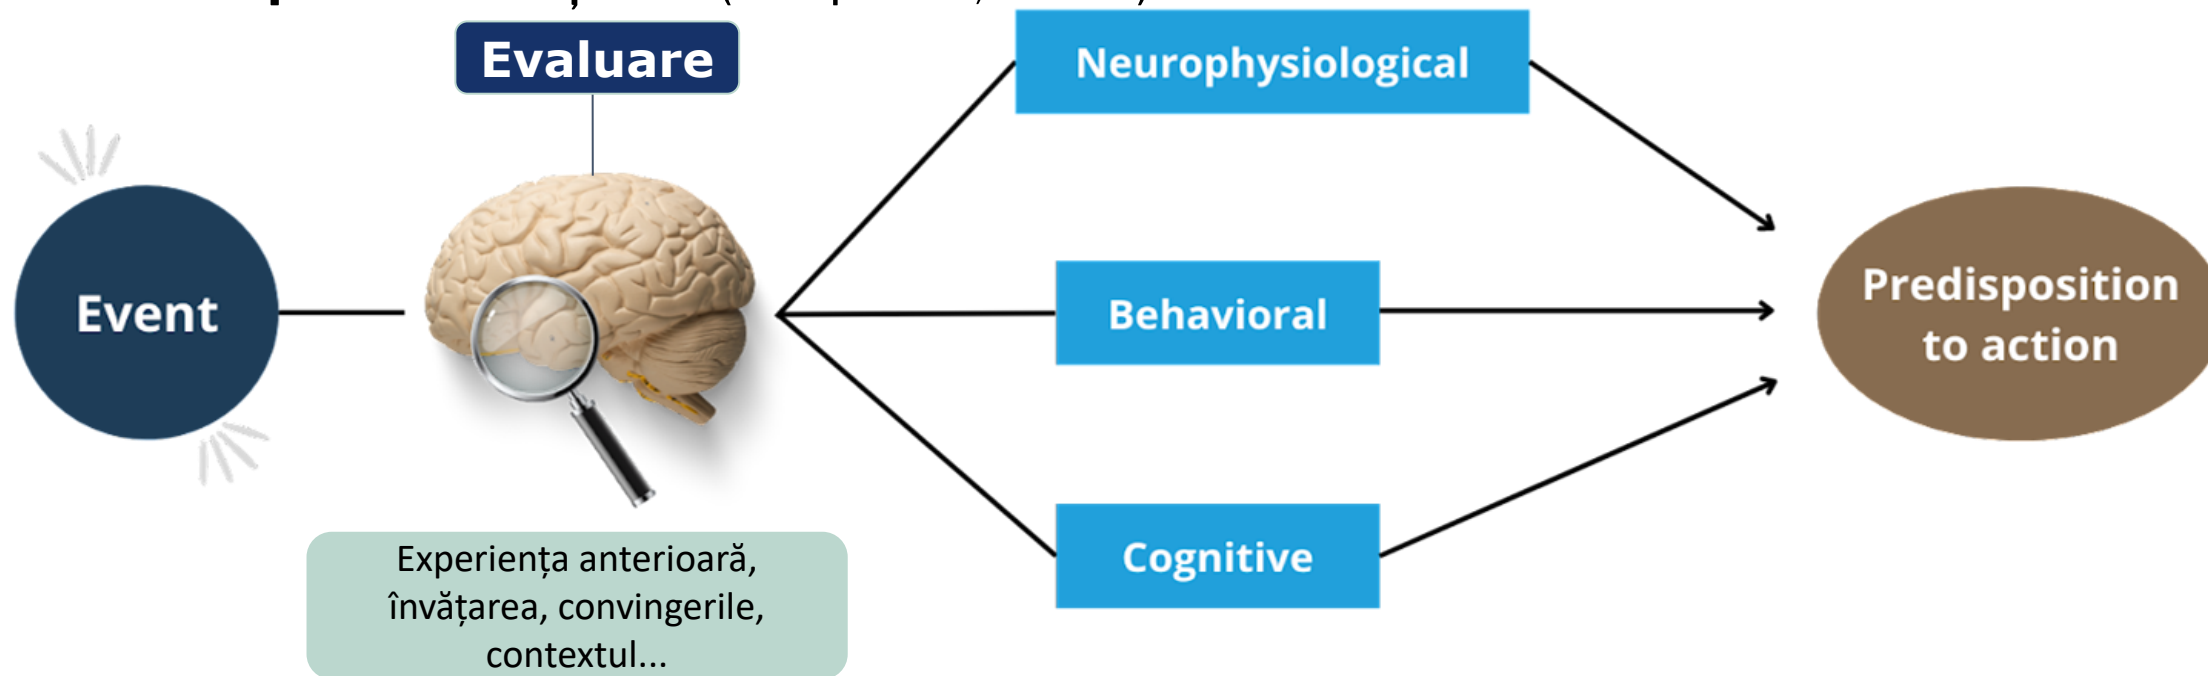 Evaluare
Neurophysiological
Event
Behavioral
Predisposition
to action
Cognitive
Experiența anterioară,
învățarea, convingerile,
contextul...